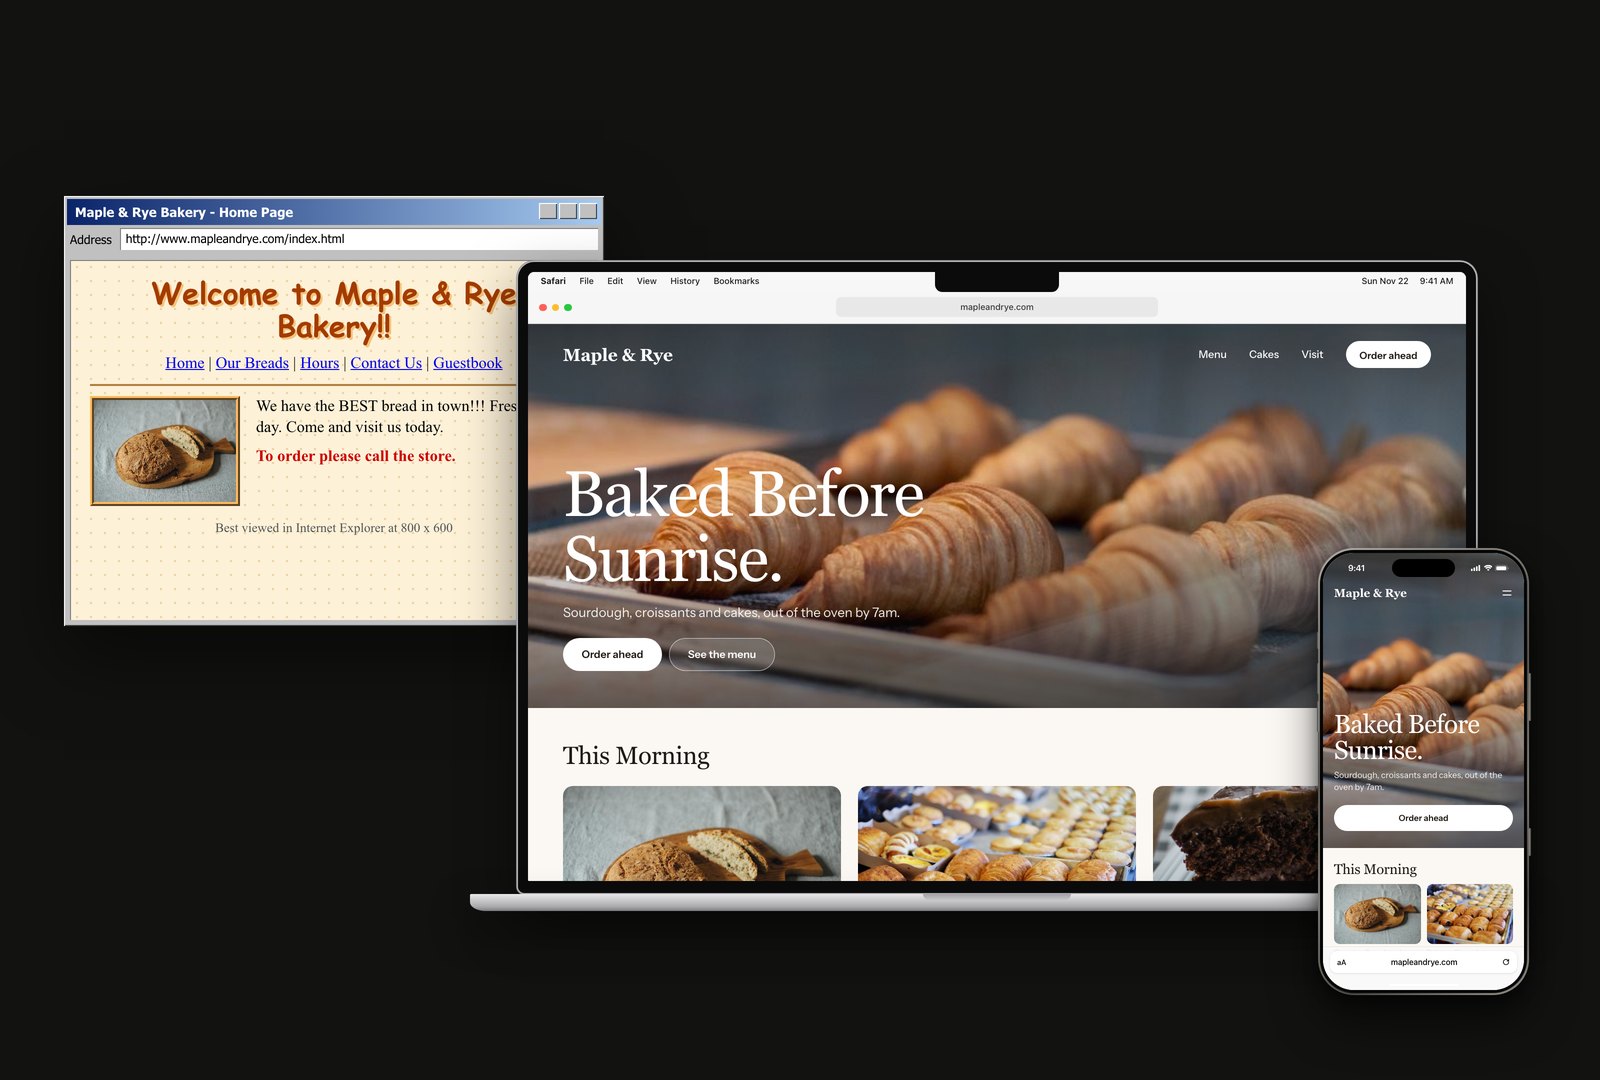 Maple & Rye Bakery - Home Page
Address http://www.mapleandrye.com/index.html
Welcome to Maple & Rye
Bakery!!
Home | Our Breads | Hours | Contact Us | Guestbook
We have the BEST bread in town!!! Fres
day. Come and visit us today.
To order please call the store.
Best viewed in Internet Explorer at 800 x 600
Safari File Edit View History Bookmarks Sun Nov 22 9:41 AM
mapleandrye.com
Maple & Rye Menu Cakes Visit Order ahead
Baked Before
Sunrise.
Sourdough, croissants and cakes, out of the oven by 7am.
Order ahead See the menu
This Morning
9:41
Maple & Rye
Baked Before
Sunrise.
Sourdough, croissants and cakes, out of the
oven by 7am.
Order ahead
This Morning
aA mapleandrye.com